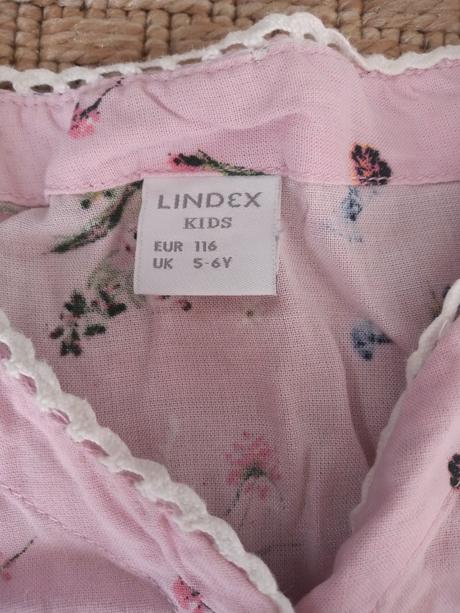 LINDEX
KIDS
EUR 116
UK 5-6Y